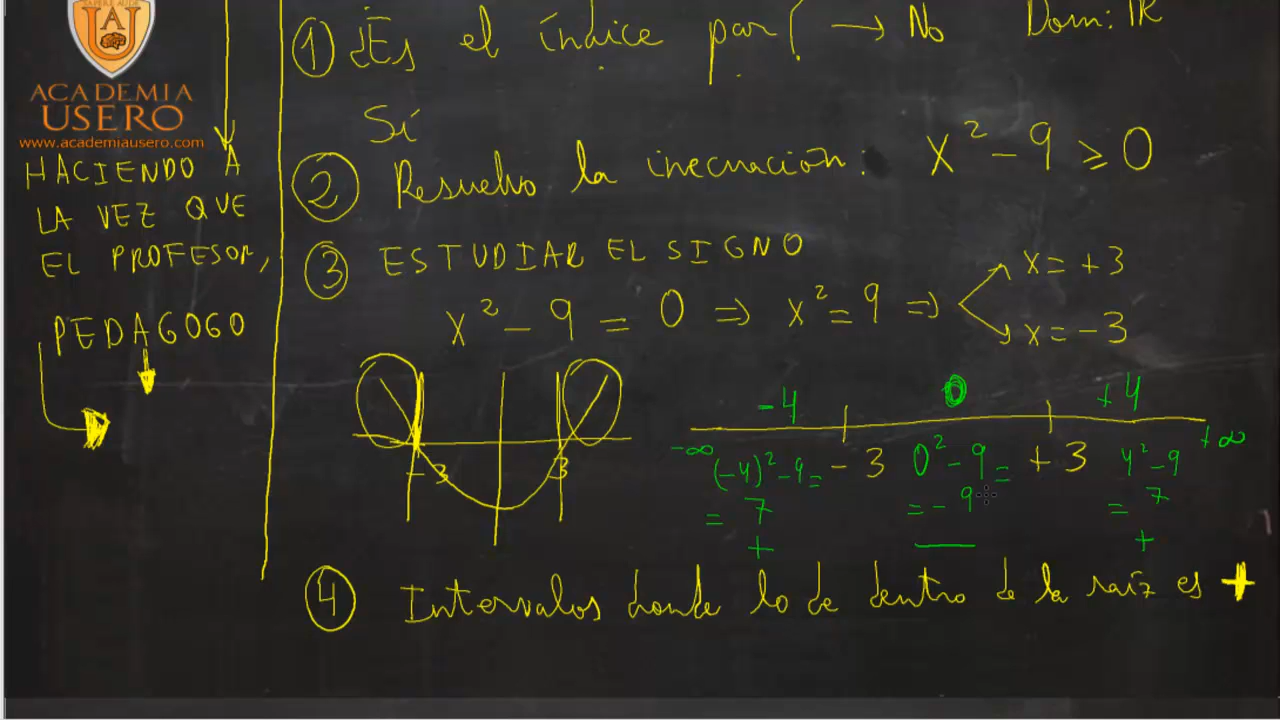 SAPERE AUDE
UAI
ACADEMIA
USERO
www.academiausero.com
HACIENDO A
LA VEZ QUE
EL PROFESOR,
PEDAGOGO
① ¿Es el índice par? → No Dom: ℝ
Sí
② Resuelvo la inecuación: x² - 9 ≥ 0
③ ESTUDIAR EL SIGNO
x² - 9 = 0 ⇒ x² = 9 ⇒
x = +3
x = -3
-3 3
-4 0 +4
-∞ -3 +3 +∞
(-4)² - 9 = 0² - 9 = 4² - 9
= 7 = -9 = 7
+ — +
④ Intervalos donde lo de dentro de la raíz es +